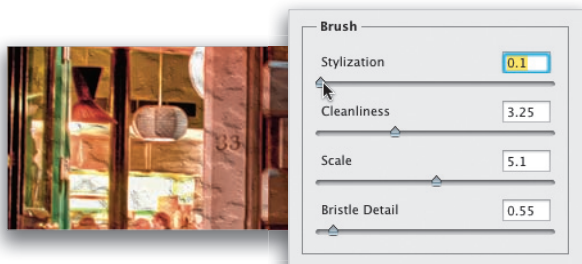 33
Brush
Stylization 0.1
Cleanliness 3.25
Scale 5.1
Bristle Detail 0.55